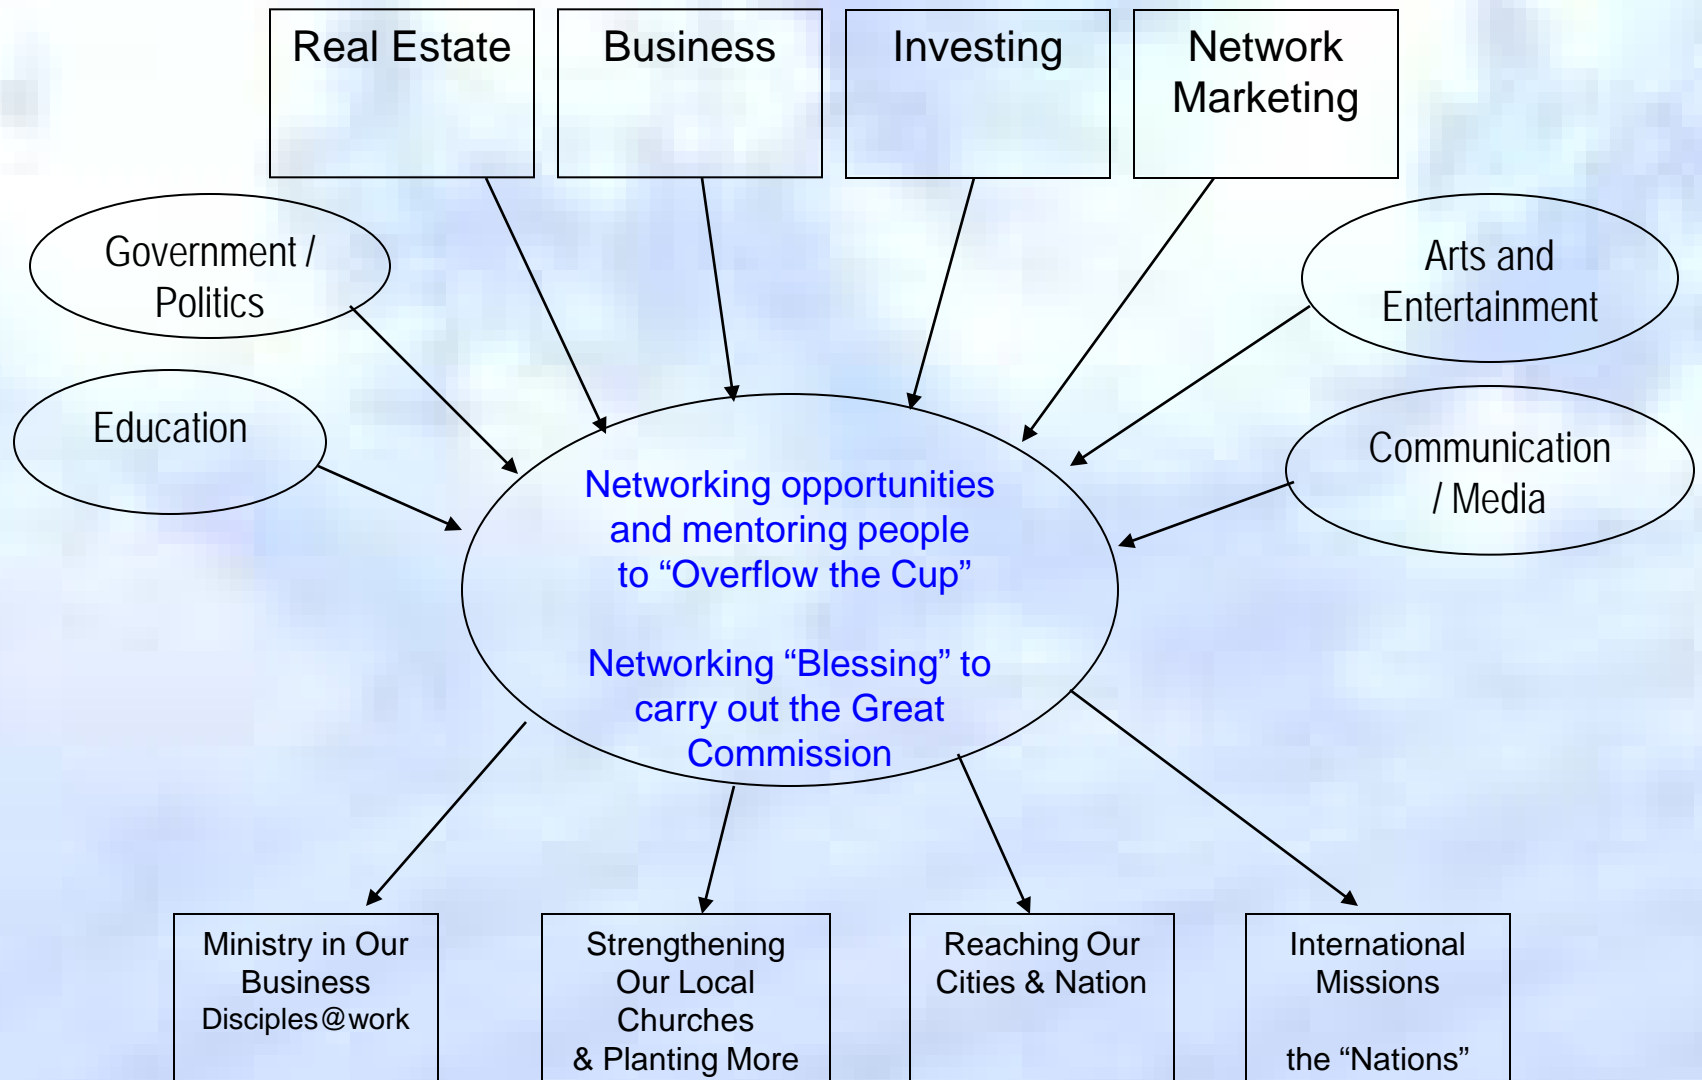 Real Estate
Business
Investing
Network
Marketing
Government /
Politics
Arts and
Entertainment
Education
Communication
/ Media
Networking opportunities
and mentoring people
to “Overflow the Cup”
Networking “Blessing” to
carry out the Great
Commission
Ministry in Our
Business
Disciples@work
Strengthening
Our Local
Churches
& Planting More
Reaching Our
Cities & Nation
International
Missions
the “Nations”